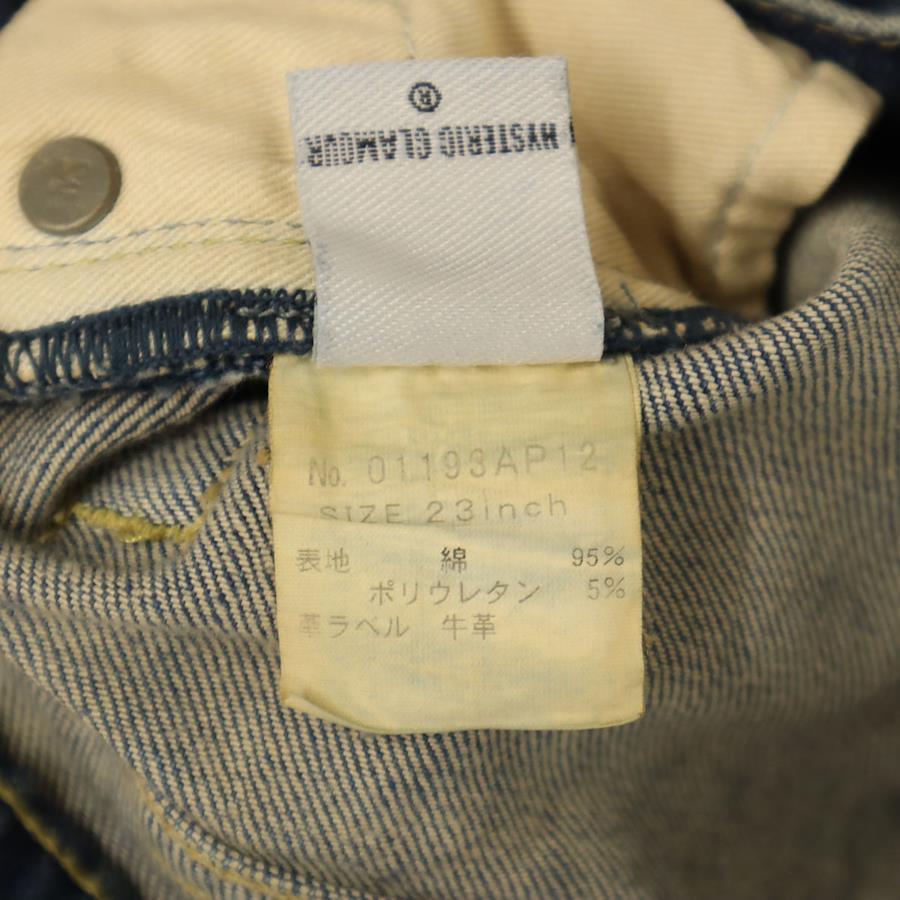 ®
HYSTERIC GLAMOUR
No. 01193AP12
SIZE 23inch
表地 綿 95%
ポリウレタン 5%
革ラベル 牛革